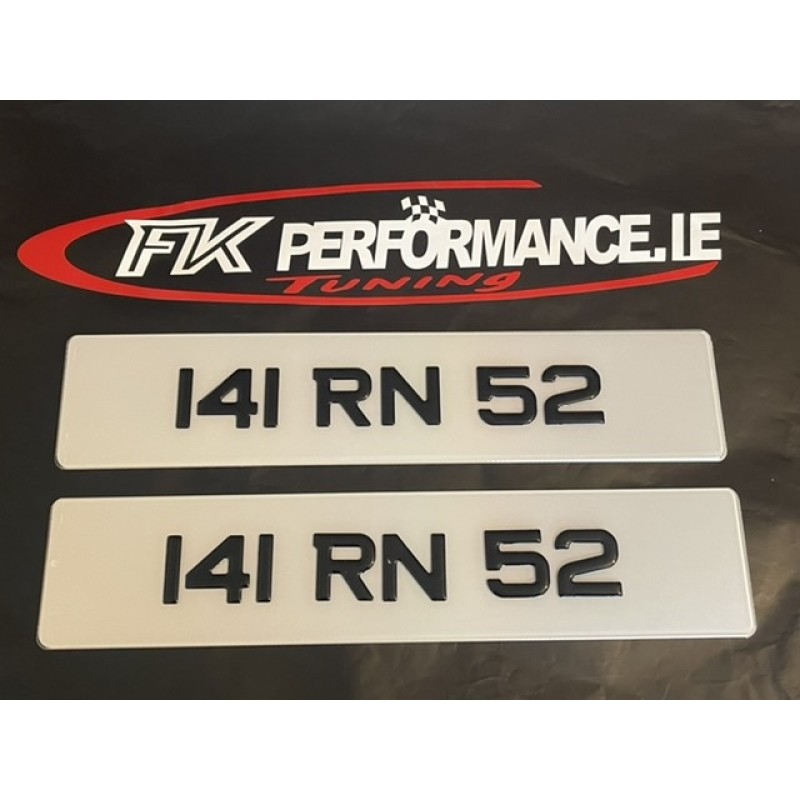 FK PERFORMANCE.IE
TUNING
141 RN 52
141 RN 52